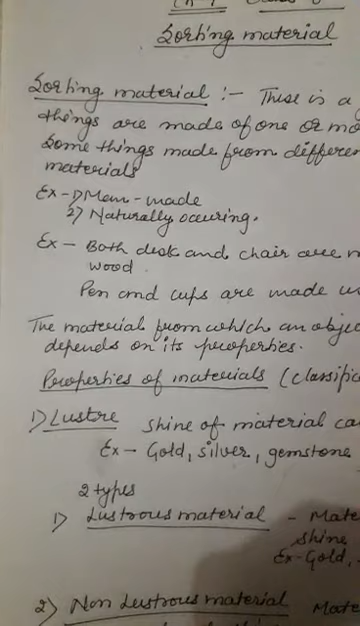 Sorting material
Sorting material :- These is a
things are made of one or mo
Some things made from differen
materials
Ex - 1) Man - made
2) Naturally occuring.
Ex - Both desk and chair are m
wood
Pen and cups are made u
The material from which an objec
depends on its properties.
Properties of materials (classific
1) Lustre shine of material ca
Ex - Gold, silver, gemstone
2 types
1) Lustrous material - Mate
shine
Ex-Gold,
2) Non Lustrous material Mate